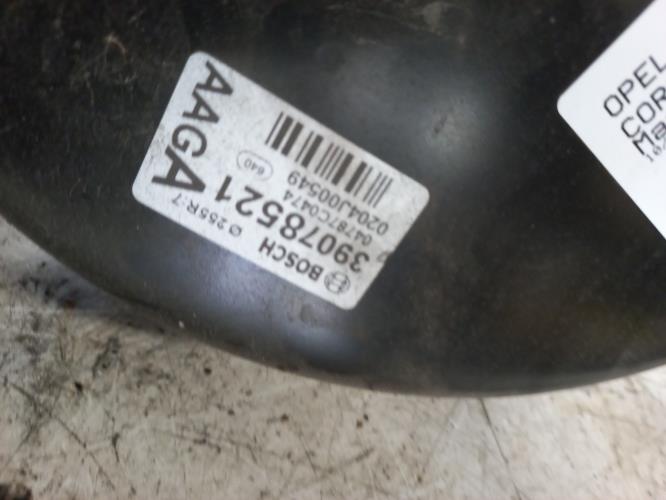 BOSCH
Ø 255R:7
39078521
04787C0474
0204J00549
640
AAGA
OPEL
COR
Ma